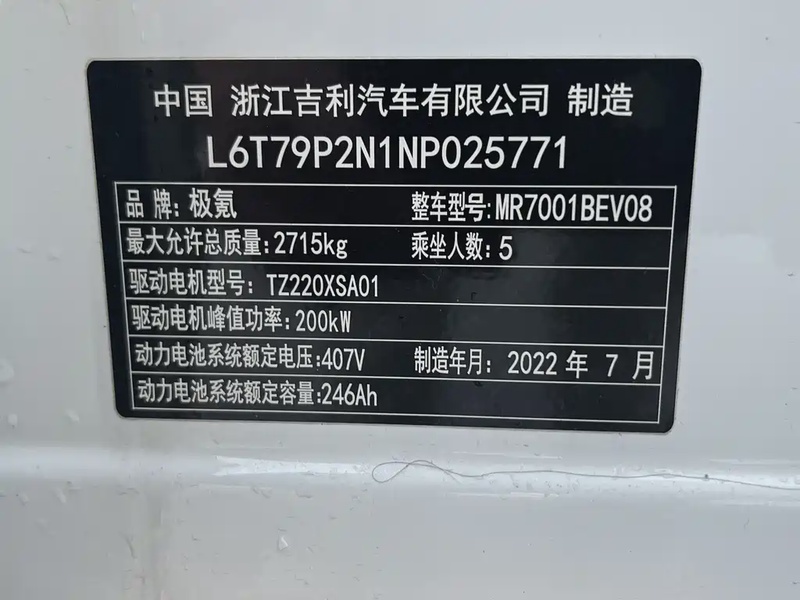 中国 浙江吉利汽车有限公司 制造
L6T79P2N1NP025771
品 牌: 极氪 整车型号: MR7001BEV08
最大允许总质量: 2715kg 乘坐人数: 5
驱动电机型号: TZ220XSA01
驱动电机峰值功率: 200kW
动力电池系统额定电压: 407V 制造年月: 2022 年 7 月
动力电池系统额定容量: 246Ah